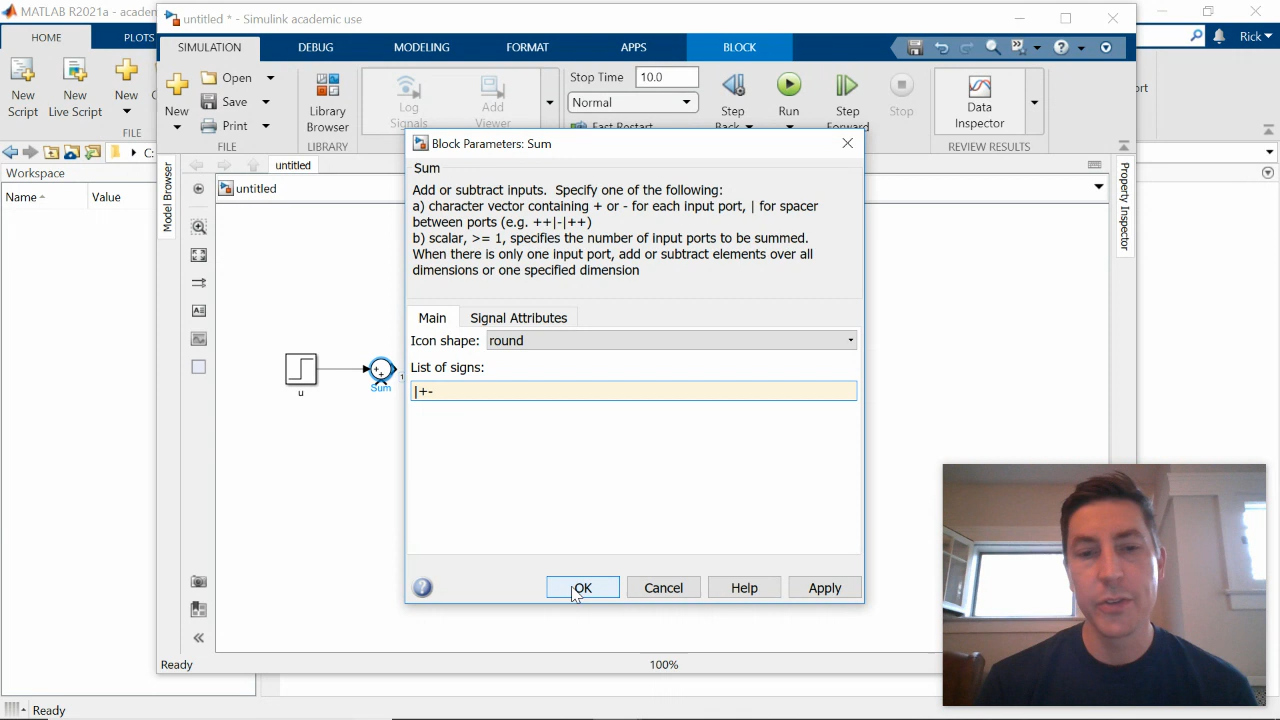 MATLAB R2021a - academ
untitled * - Simulink academic use
HOME
PLOTS
SIMULATION
DEBUG
MODELING
FORMAT
APPS
BLOCK
Rick
New Script
New Live Script
New
FILE
New
Open
Save
Print
FILE
Library Browser
LIBRARY
Log Signals
Add Viewer
Stop Time
10.0
Normal
Fast Restart
Step Back
Run
Step Forward
Stop
Data Inspector
REVIEW RESULTS
ort
C:
Workspace
Name
Value
Model Browser
untitled
untitled
Property Inspector
Block Parameters: Sum
Sum
Add or subtract inputs. Specify one of the following:
a) character vector containing + or - for each input port, | for spacer
between ports (e.g. ++|-|++)
b) scalar, >= 1, specifies the number of input ports to be summed.
When there is only one input port, add or subtract elements over all
dimensions or one specified dimension
Main
Signal Attributes
Icon shape:
round
List of signs:
|+-
OK
Cancel
Help
Apply
u
Sum
Ready
100%
Ready